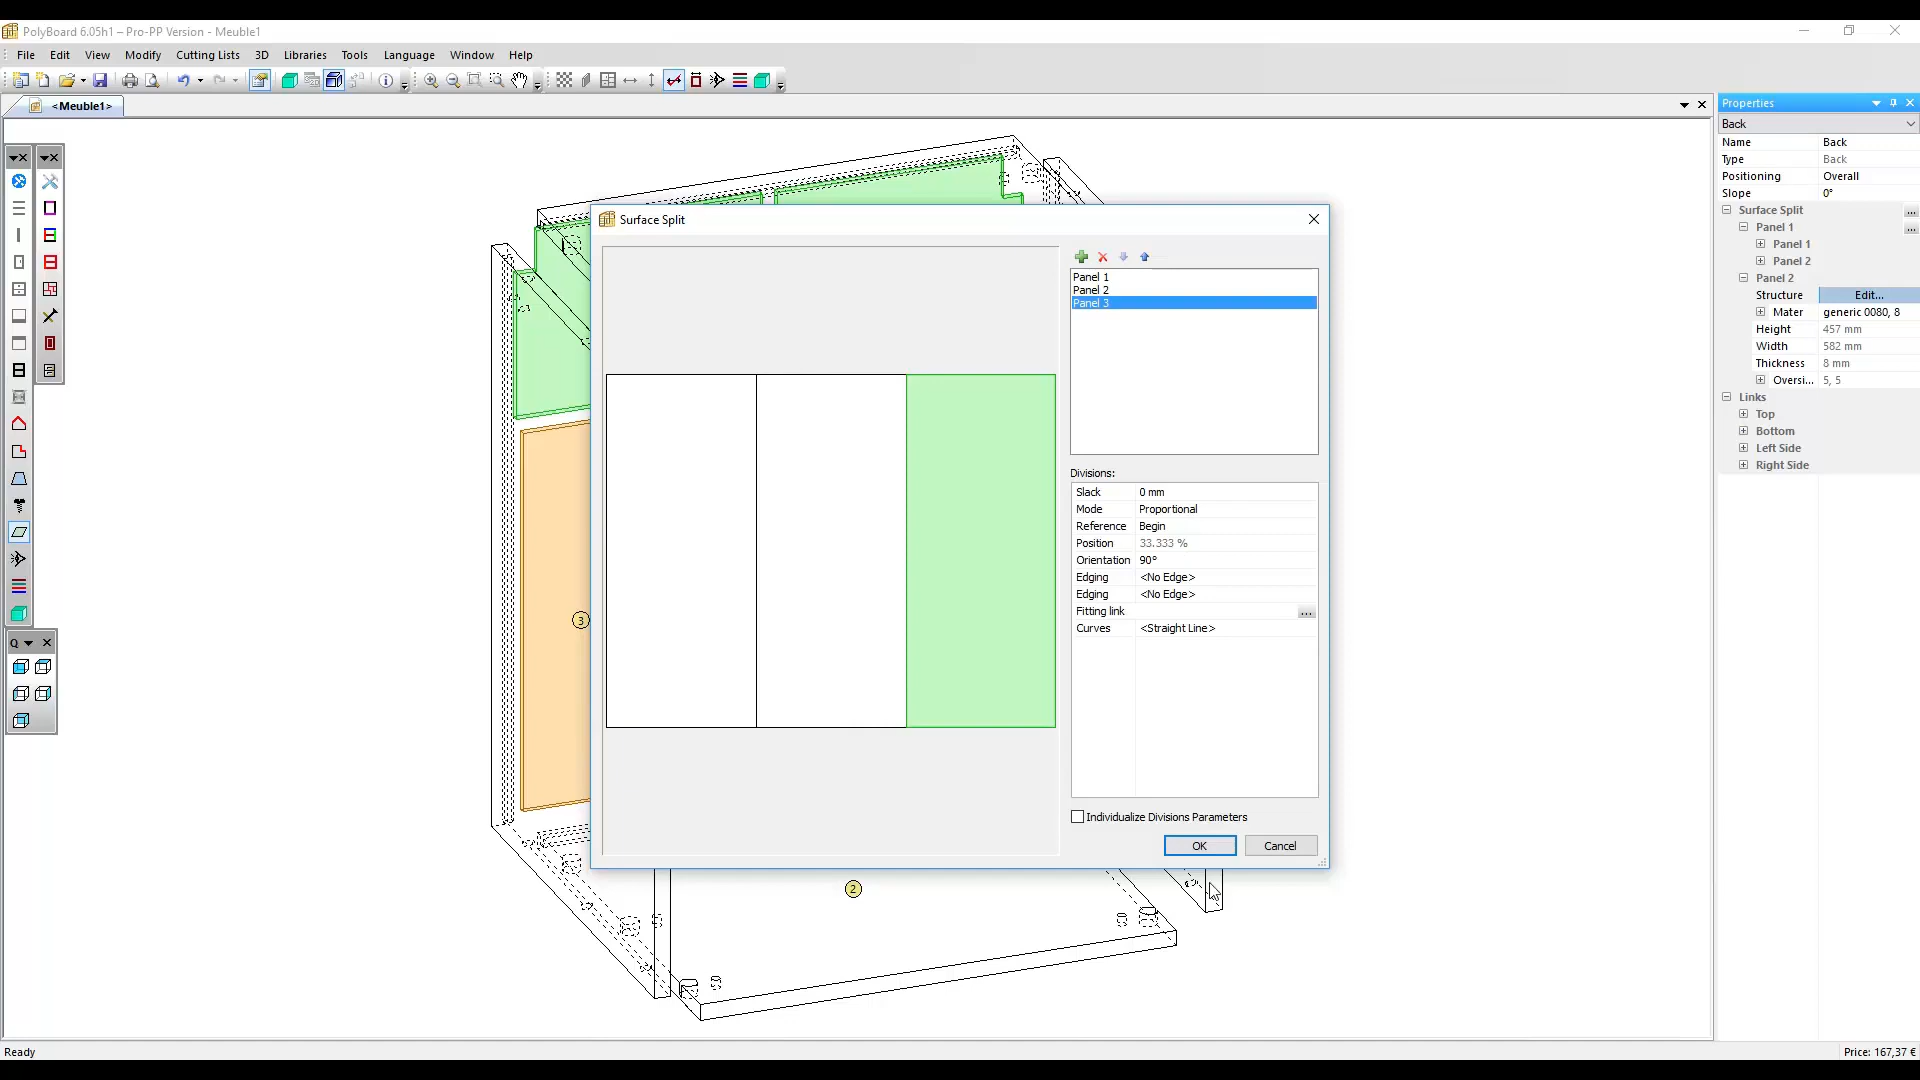 PolyBoard 6.05h1 – Pro-PP Version - Meuble1
File Edit View Modify Cutting Lists 3D Libraries Tools Language Window Help
<Meuble1>
Properties
Back
Name Back
Type Back
Positioning Overall
Slope 0°
Surface Split ...
Panel 1 ...
Panel 1
Panel 2
Panel 2
Structure Edit...
Mater generic 0080, 8
Height 457 mm
Width 582 mm
Thickness 8 mm
Oversi... 5, 5
Links
Top
Bottom
Left Side
Right Side
Q
3
2
Surface Split
Panel 1
Panel 2
Panel 3
Divisions:
Slack 0 mm
Mode Proportional
Reference Begin
Position 33.333 %
Orientation 90°
Edging <No Edge>
Edging <No Edge>
Fitting link ...
Curves <Straight Line>
Individualize Divisions Parameters
OK Cancel
Ready
Price: 167,37 €